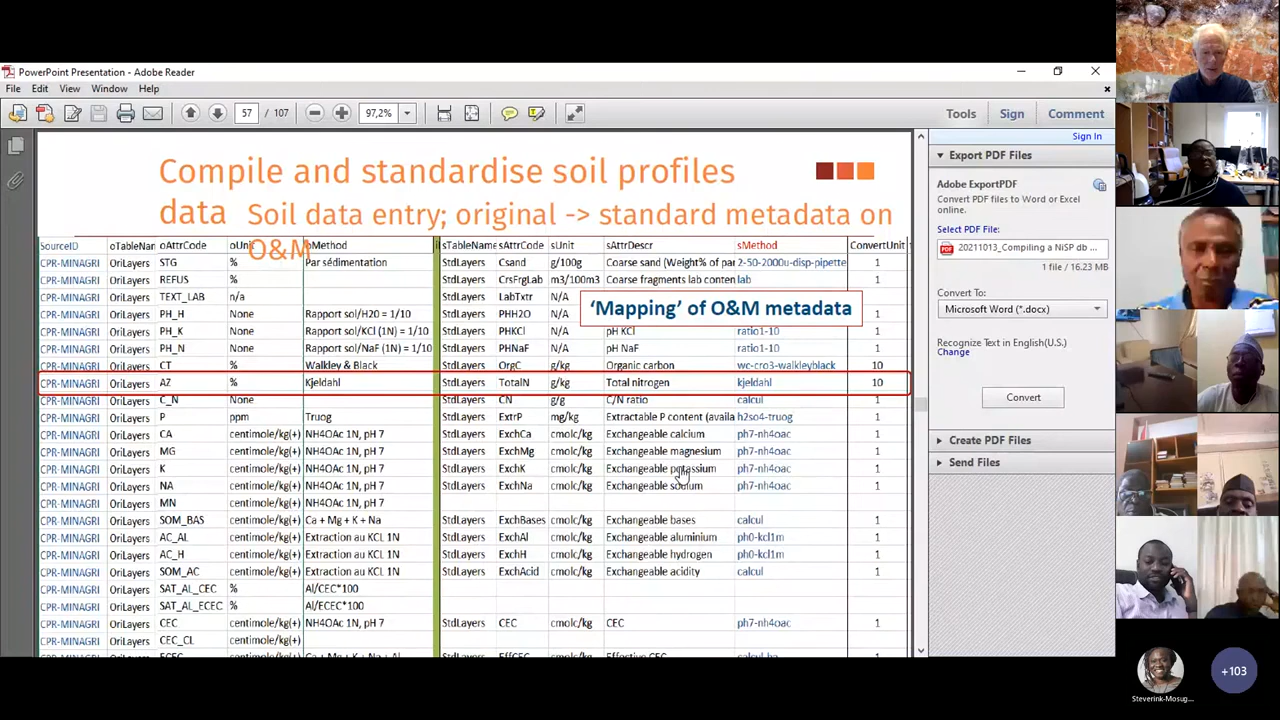 PowerPoint Presentation - Adobe Reader
File Edit View Window Help
57 / 107 97,2% Tools Sign Comment
Sign In
Compile and standardise soil profiles
data Soil data entry; original -> standard metadata on
O&M
SourceID oTableNam oAttrCode oUnit oMethod sTableName sAttrCode sUnit sAttrDescr sMethod ConvertUnit
CPR-MINAGRI OriLayers STG % Par sédimentation StdLayers Csand g/100g Coarse sand (Weight% of par 2-50-2000u-disp-pipette 1
CPR-MINAGRI OriLayers REFUS % StdLayers CrsFrgLab m3/100m3 Coarse fragments lab conten lab 1
CPR-MINAGRI OriLayers TEXT_LAB n/a StdLayers LabTxtr N/A
'Mapping' of O&M metadata
CPR-MINAGRI OriLayers PH_H None Rapport sol/H20 = 1/10 StdLayers PHH2O N/A 1
CPR-MINAGRI OriLayers PH_K None Rapport sol/KCl (1N) = 1/10 StdLayers PHKCl N/A pH KCl ratio1-10 1
CPR-MINAGRI OriLayers PH_N None Rapport sol/NaF (1N) = 1/10 StdLayers PHNaF N/A pH NaF ratio1-10 1
CPR-MINAGRI OriLayers CT % Walkley & Black StdLayers OrgC g/kg Organic carbon wc-cro3-walkleyblack 10
CPR-MINAGRI OriLayers AZ % Kjeldahl StdLayers TotalN g/kg Total nitrogen kjeldahl 10
CPR-MINAGRI OriLayers C_N None StdLayers CN g/g C/N ratio calcul 1
CPR-MINAGRI OriLayers P ppm Truog StdLayers ExtrP mg/kg Extractable P content (availa h2so4-truog 1
CPR-MINAGRI OriLayers CA centimole/kg(+) NH4OAc 1N, pH 7 StdLayers ExchCa cmolc/kg Exchangeable calcium ph7-nh4oac 1
CPR-MINAGRI OriLayers MG centimole/kg(+) NH4OAc 1N, pH 7 StdLayers ExchMg cmolc/kg Exchangeable magnesium ph7-nh4oac 1
CPR-MINAGRI OriLayers K centimole/kg(+) NH4OAc 1N, pH 7 StdLayers ExchK cmolc/kg Exchangeable potassium ph7-nh4oac 1
CPR-MINAGRI OriLayers NA centimole/kg(+) NH4OAc 1N, pH 7 StdLayers ExchNa cmolc/kg Exchangeable sodium ph7-nh4oac 1
CPR-MINAGRI OriLayers MN centimole/kg(+) NH4OAc 1N, pH 7
CPR-MINAGRI OriLayers SOM_BAS centimole/kg(+) Ca + Mg + K + Na StdLayers ExchBases cmolc/kg Exchangeable bases calcul 1
CPR-MINAGRI OriLayers AC_AL centimole/kg(+) Extraction au KCL 1N StdLayers ExchAl cmolc/kg Exchangeable aluminium ph0-kcl1m 1
CPR-MINAGRI OriLayers AC_H centimole/kg(+) Extraction au KCL 1N StdLayers ExchH cmolc/kg Exchangeable hydrogen ph0-kcl1m 1
CPR-MINAGRI OriLayers SOM_AC centimole/kg(+) Extraction au KCL 1N StdLayers ExchAcid cmolc/kg Exchangeable acidity calcul 1
CPR-MINAGRI OriLayers SAT_AL_CEC % Al/CEC*100
CPR-MINAGRI OriLayers SAT_AL_ECEC % Al/ECEC*100
CPR-MINAGRI OriLayers CEC centimole/kg(+) NH4OAc 1N, pH 7 StdLayers CEC cmolc/kg CEC ph7-nh4oac 1
CPR-MINAGRI OriLayers CEC_CL centimole/kg(+)
Export PDF Files
Adobe ExportPDF
Convert PDF files to Word or Excel
online.
Select PDF File:
20211013_Compiling a NiSP db ...
1 file / 16.23 MB
Convert To:
Microsoft Word (*.docx)
Recognize Text in English(U.S.)
Change
Convert
Create PDF Files
Send Files
Steverink-Mosug...
+103